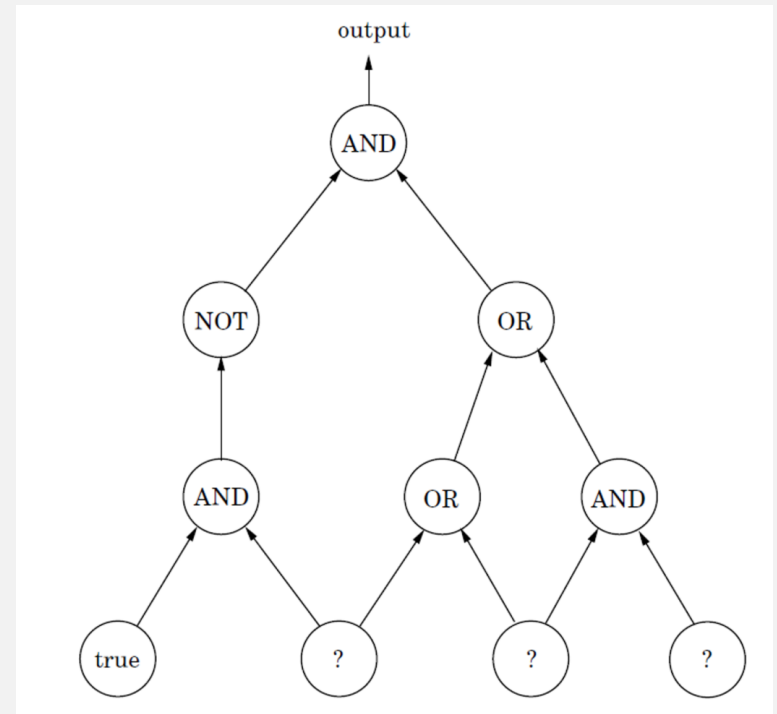 output
AND
NOT OR
AND OR AND
true ? ? ?